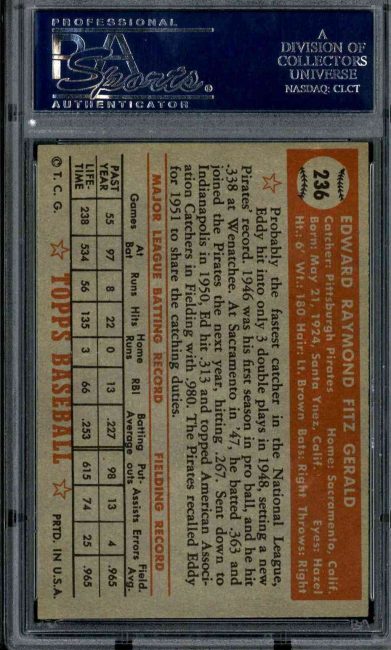 PROFESSIONAL
PSA
Sports
AUTHENTICATOR
A
DIVISION OF
COLLECTORS
UNIVERSE
NASDAQ: CLCT
236
EDWARD RAYMOND FITZ GERALD
Catcher: Pittsburgh Pirates Home: Sacramento, Calif.
Born: May 21, 1924, Santa Ynez, Calif. Eyes: Hazel
Ht.: 6' Wt.: 180 Hair: Lt. Brown Bats: Right Throws: Right
Probably the fastest catcher in the National League,
Eddy hit into only 3 double plays in 1948, setting a new
Pirates' record. 1946 was his first season in pro ball, and he hit
.338 at Wenatchee. At Sacramento in '47, he batted .363 and
joined the Pirates the next year, hitting .267. Sent down to
Indianapolis in 1950, Ed hit .313 and topped American Associ-
ation Catchers in Fielding with .980. The Pirates recalled Eddy
for 1951 to share the catching duties.
MAJOR LEAGUE BATTING RECORD FIELDING RECORD
Games At Bat Runs Hits Home Runs RBI Batting Average Put-outs Assists Errors Field. Avg.
PAST YEAR 55 97 8 22 0 13 .227 98 13 4 .965
LIFE-TIME 238 534 56 135 3 66 .253 615 74 25 .965
© T. C. G. TOPPS BASEBALL PRTD. IN U.S.A.